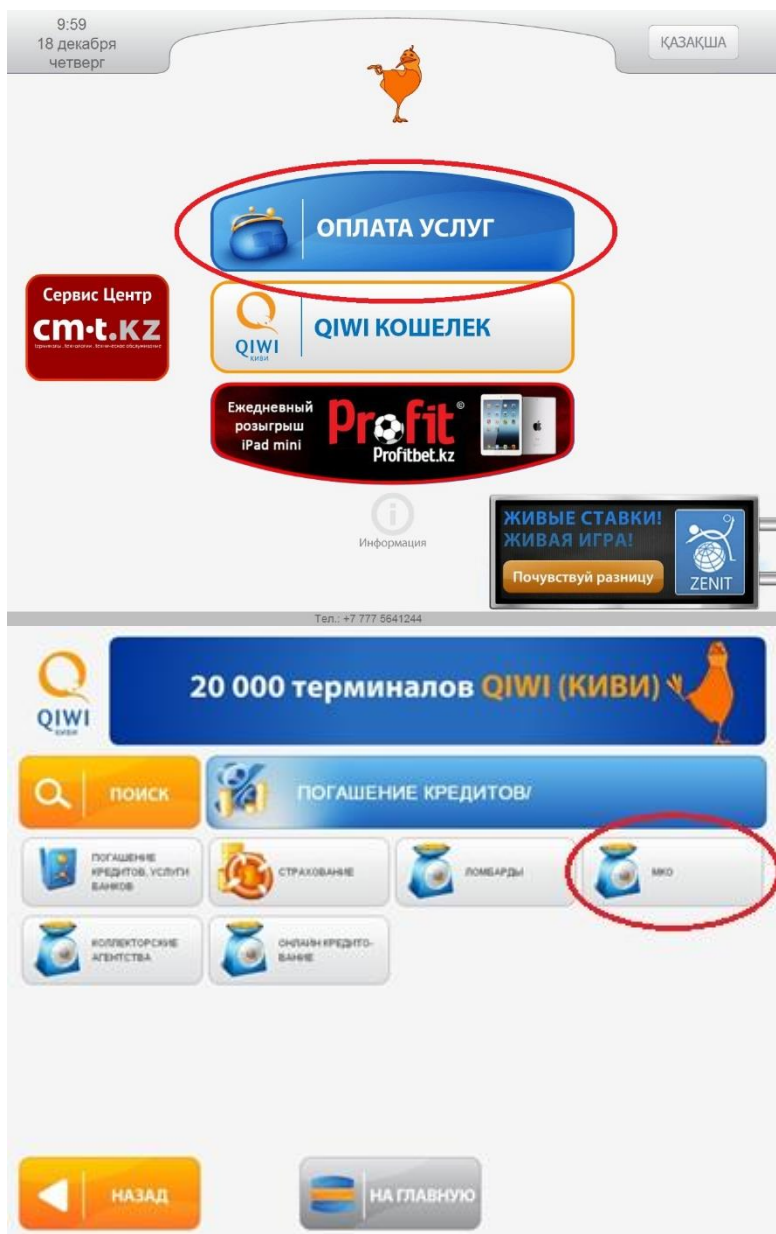 9:59
18 декабря
четверг
ҚАЗАҚША
ОПЛАТА УСЛУГ
Сервис Центр
cm·t.KZ
QIWI
КИВИ
QIWI КОШЕЛЕК
Ежедневный
розыгрыш
iPad mini
Profit©
Profitbet.kz
Информация
ЖИВЫЕ СТАВКИ!
ЖИВАЯ ИГРА!
Почувствуй разницу
ZENIT
Тел.: +7 777 5641244
QIWI
КИВИ
20 000 терминалов QIWI (КИВИ)
ПОИСК
ПОГАШЕНИЕ КРЕДИТОВ/
ПОГАШЕНИЕ
КРЕДИТОВ, УСЛУГИ
БАНКОВ
СТРАХОВАНИЕ
ЛОМБАРДЫ
МКО
КОЛЛЕКТОРСКИЕ
АГЕНТСТВА
ОНЛАЙН КРЕДИТО-
ВАНИЕ
НАЗАД
НА ГЛАВНУЮ